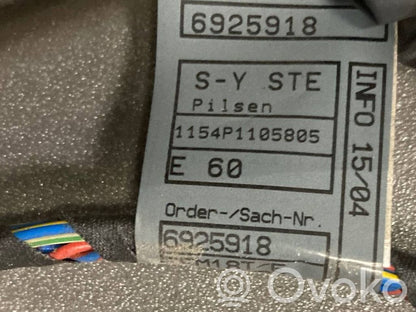 6925918
S-Y STE
Pilsen
1154P1105805
E 60
Order-/Sach-Nr.
6925918
INFO 15/04
Ovoko